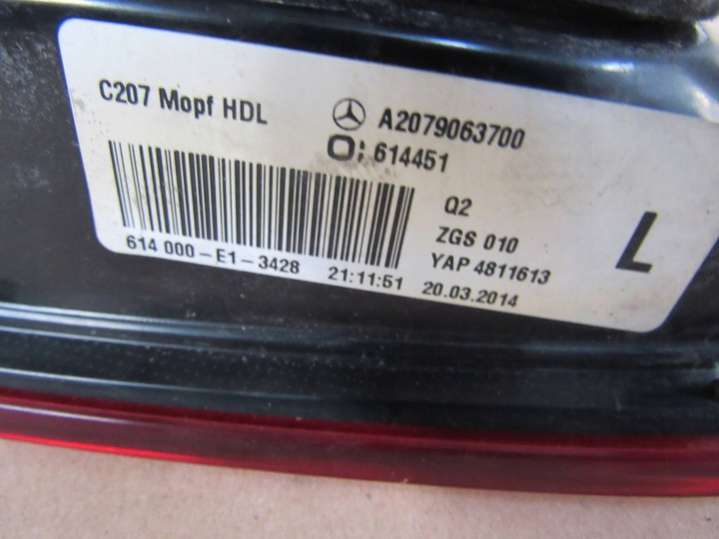 C207 Mopf HDL
A2079063700
614451
Q2
ZGS 010
YAP 4811613
L
614 000-E1-3428 21:11:51 20.03.2014